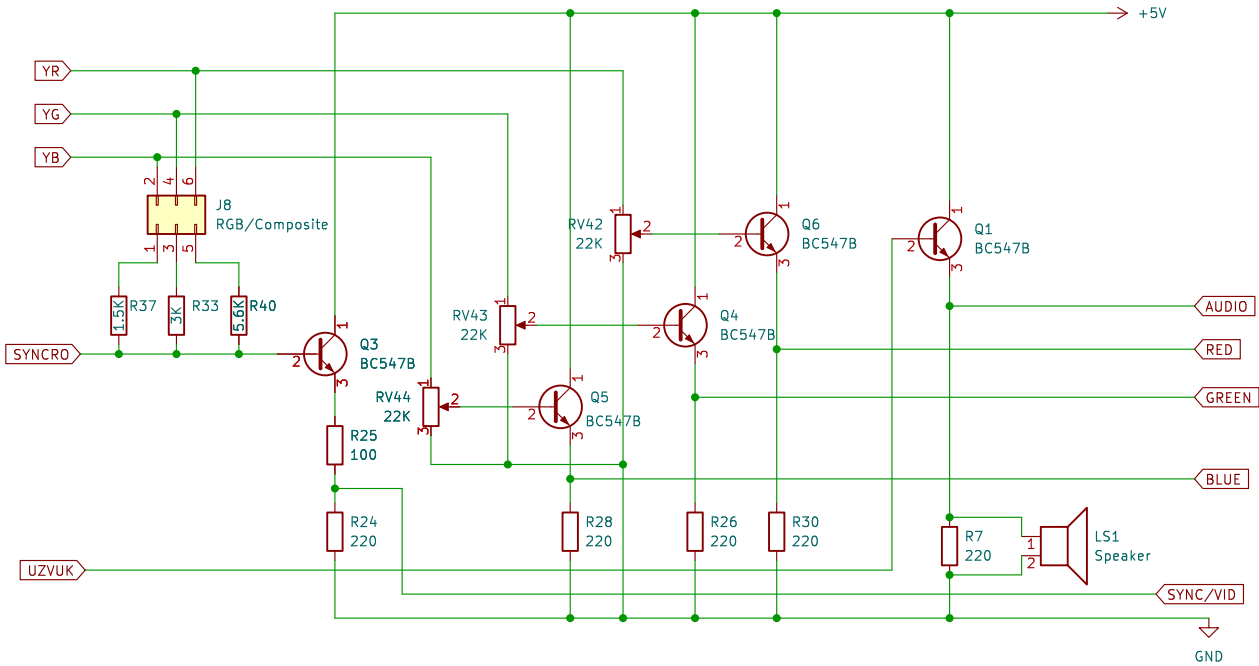 +5V
YR
YG
YB
2
4
6
J8
RGB/Composite
1
3
5
1.5K
R37
3K
R33
5.6K
R40
SYNCRO
2
1
3
Q3
BC547B
R25
100
R24
220
RV44
22K
1
2
3
RV43
22K
1
2
3
RV42
22K
1
2
3
2
1
3
Q5
BC547B
2
1
3
Q4
BC547B
2
1
3
Q6
BC547B
2
1
3
Q1
BC547B
AUDIO
RED
GREEN
BLUE
R28
220
R26
220
R30
220
R7
220
1
2
LS1
Speaker
UZVUK
SYNC/VID
GND